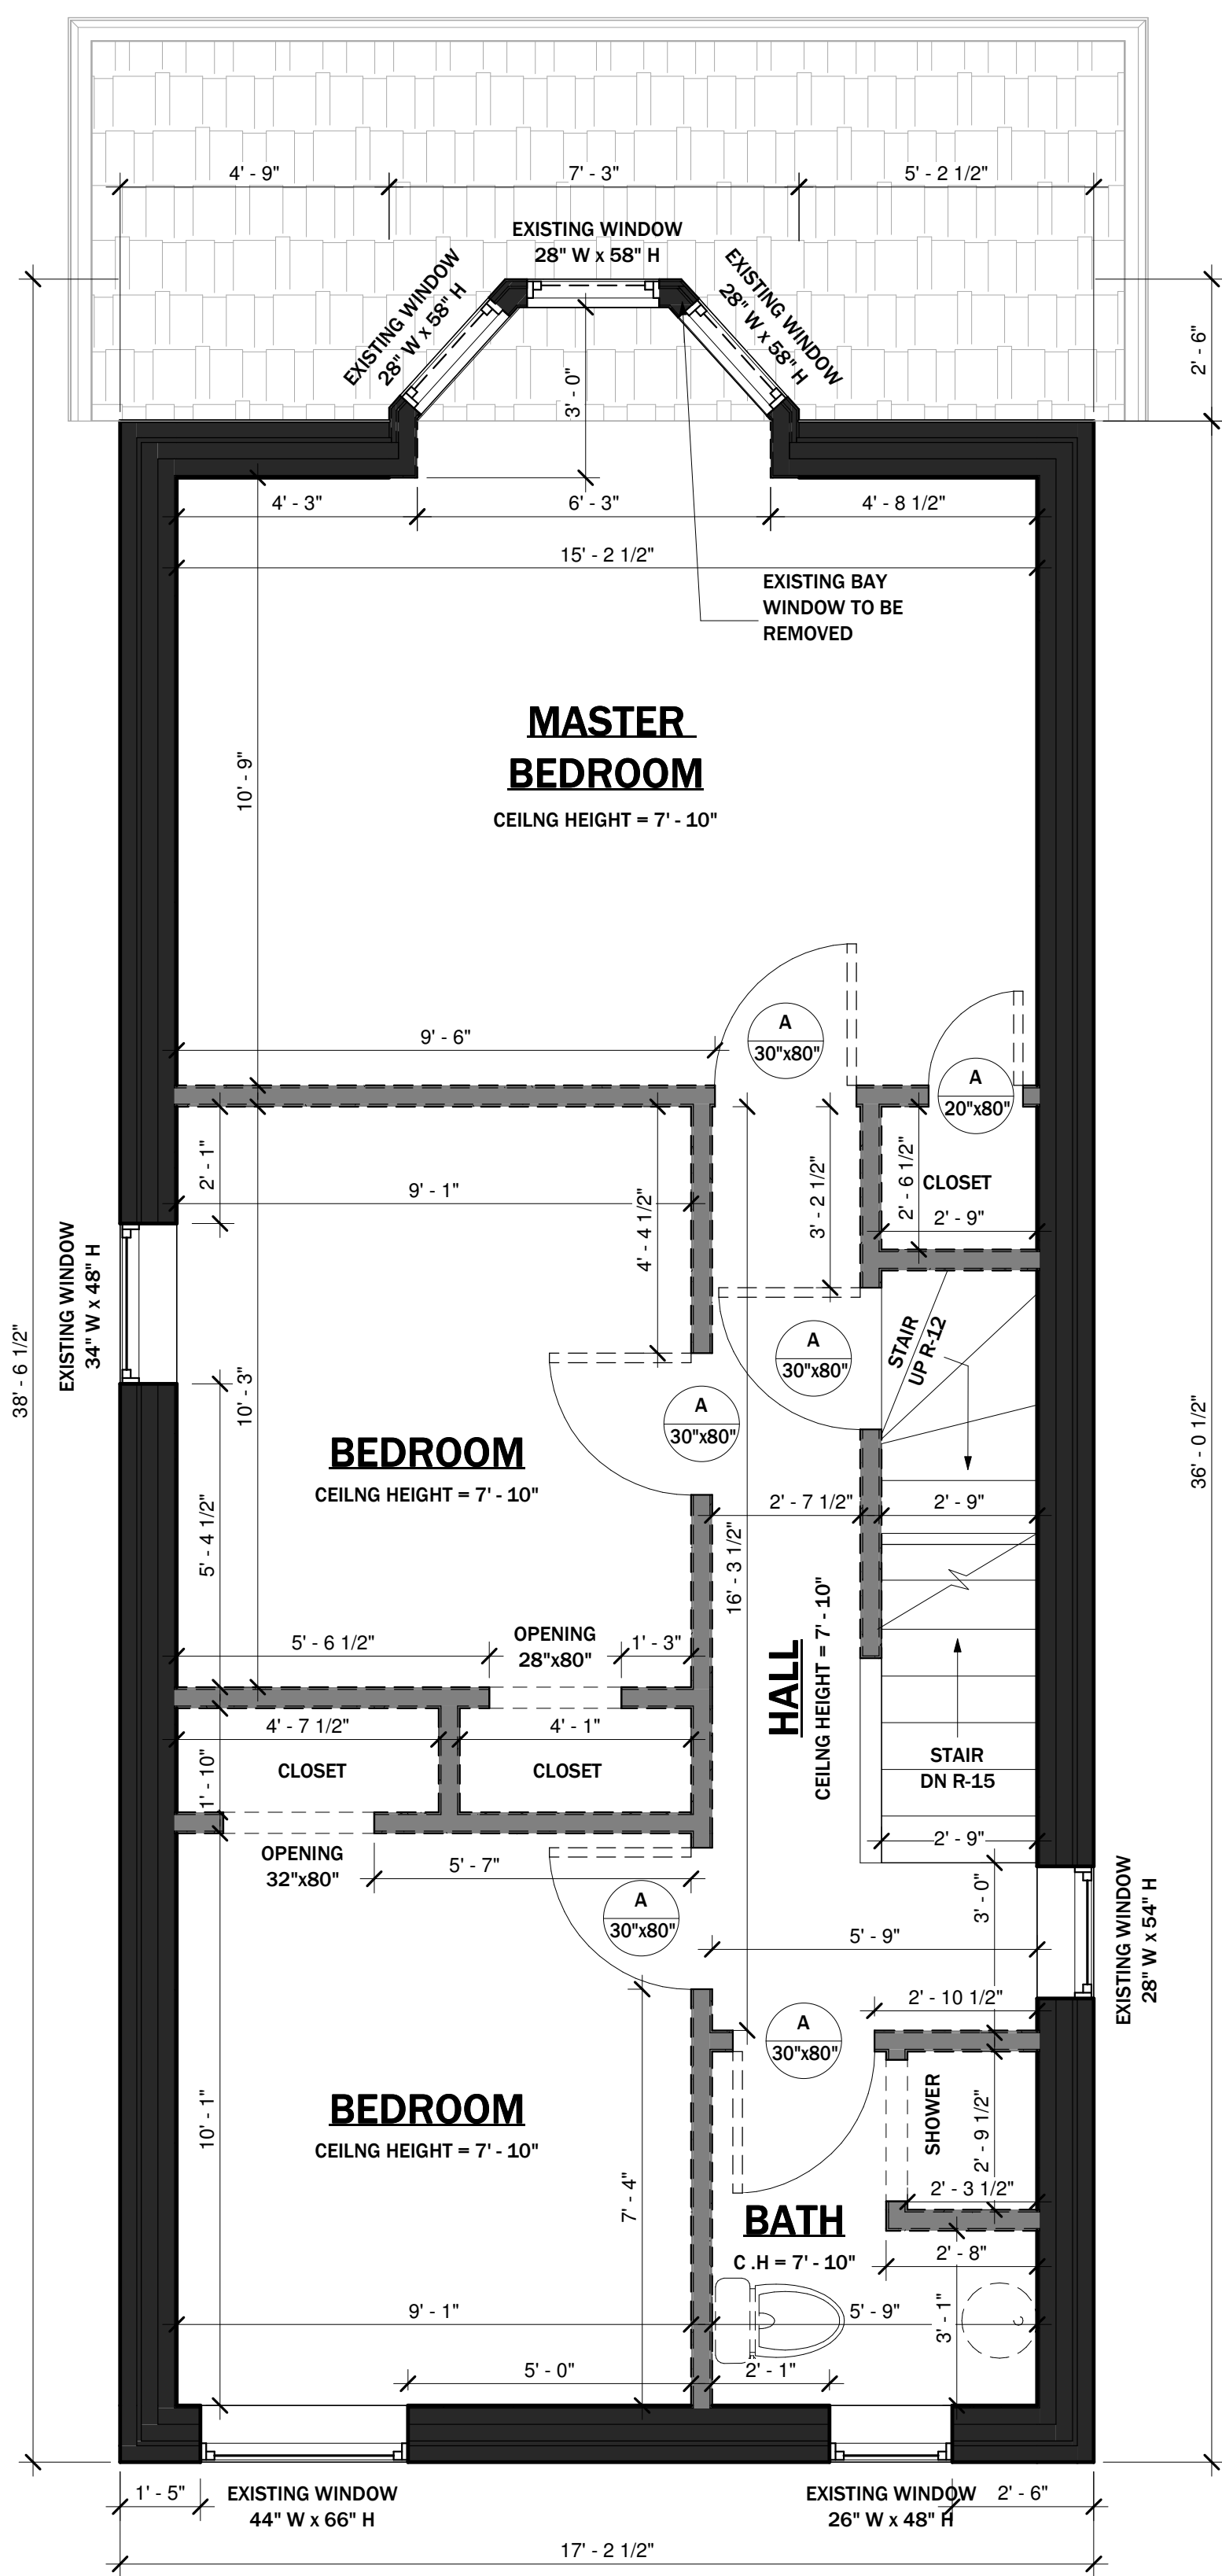 4' - 9"
7' - 3"
5' - 2 1/2"
EXISTING WINDOW
28" W x 58" H
EXISTING WINDOW
28" W x 58" H
EXISTING WINDOW
28" W x 58" H
2' - 6"
3' - 0"
4' - 3"
6' - 3"
4' - 8 1/2"
15' - 2 1/2"
EXISTING BAY
WINDOW TO BE
REMOVED
MASTER
BEDROOM
CEILNG HEIGHT = 7' - 10"
10' - 9"
9' - 6"
A
30"x80"
A
20"x80"
2' - 1"
9' - 1"
4' - 4 1/2"
3' - 2 1/2"
2' - 6 1/2"
CLOSET
2' - 9"
EXISTING WINDOW
34" W x 48" H
38' - 6 1/2"
10' - 3"
A
30"x80"
STAIR
UP R-12
A
30"x80"
36' - 0 1/2"
BEDROOM
CEILNG HEIGHT = 7' - 10"
5' - 4 1/2"
2' - 7 1/2"
2' - 9"
16' - 3 1/2"
HALL
CEILNG HEIGHT = 7' - 10"
5' - 6 1/2"
OPENING
28"x80"
1' - 3"
4' - 7 1/2"
4' - 1"
1' - 10"
CLOSET
CLOSET
STAIR
DN R-15
2' - 9"
OPENING
32"x80"
5' - 7"
A
30"x80"
3' - 0"
5' - 9"
EXISTING WINDOW
28" W x 54" H
2' - 10 1/2"
A
30"x80"
10' - 1"
BEDROOM
CEILNG HEIGHT = 7' - 10"
7' - 4"
SHOWER
2' - 9 1/2"
2' - 3 1/2"
BATH
C .H = 7' - 10"
2' - 8"
9' - 1"
5' - 9"
3' - 1"
5' - 0"
2' - 1"
1' - 5"
EXISTING WINDOW
44" W x 66" H
EXISTING WINDOW
26" W x 48" H
2' - 6"
17' - 2 1/2"